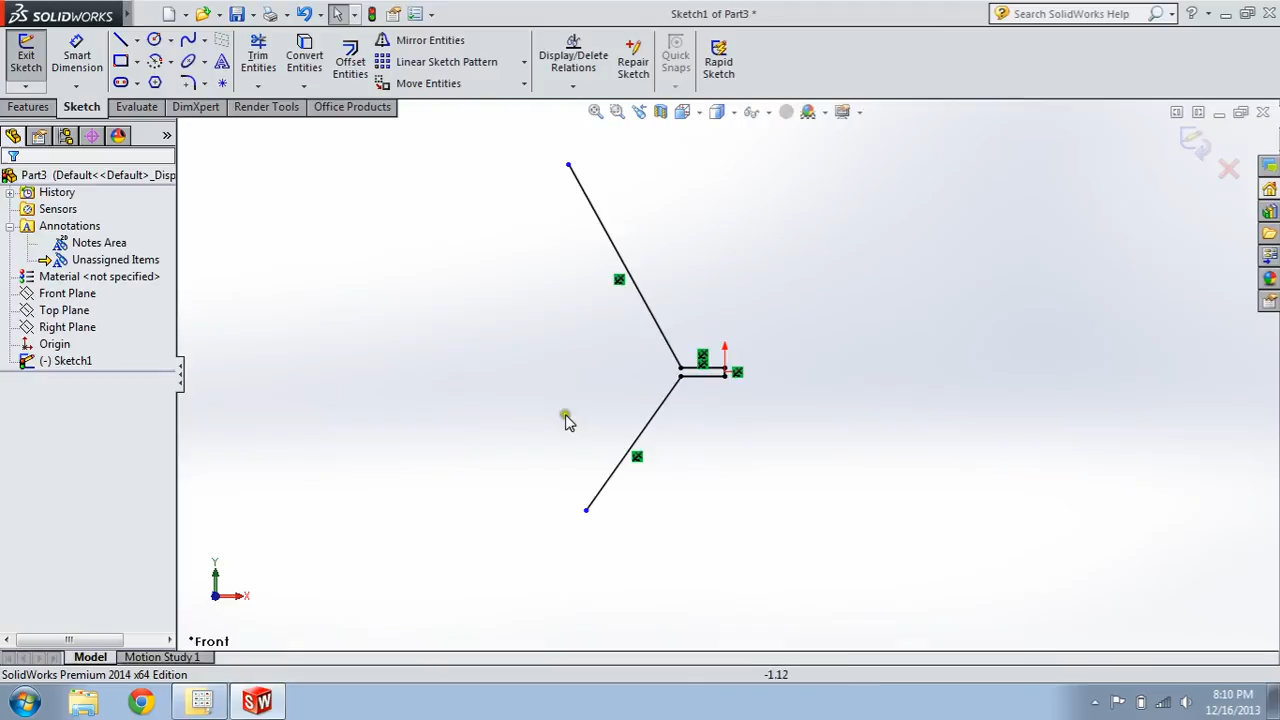 SOLIDWORKS
Sketch1 of Part3 *
Search SolidWorks Help
Exit Sketch
Smart Dimension
Trim Entities
Convert Entities
Offset Entities
Mirror Entities
Linear Sketch Pattern
Move Entities
Display/Delete Relations
Repair Sketch
Quick Snaps
Rapid Sketch
Features
Sketch
Evaluate
DimXpert
Render Tools
Office Products
Part3 (Default<<Default>_Disp
History
Sensors
Annotations
Notes Area
Unassigned Items
Material <not specified>
Front Plane
Top Plane
Right Plane
Origin
(-) Sketch1
Y
X
*Front
Model
Motion Study 1
SolidWorks Premium 2014 x64 Edition
-1.12
8:10 PM
12/16/2013